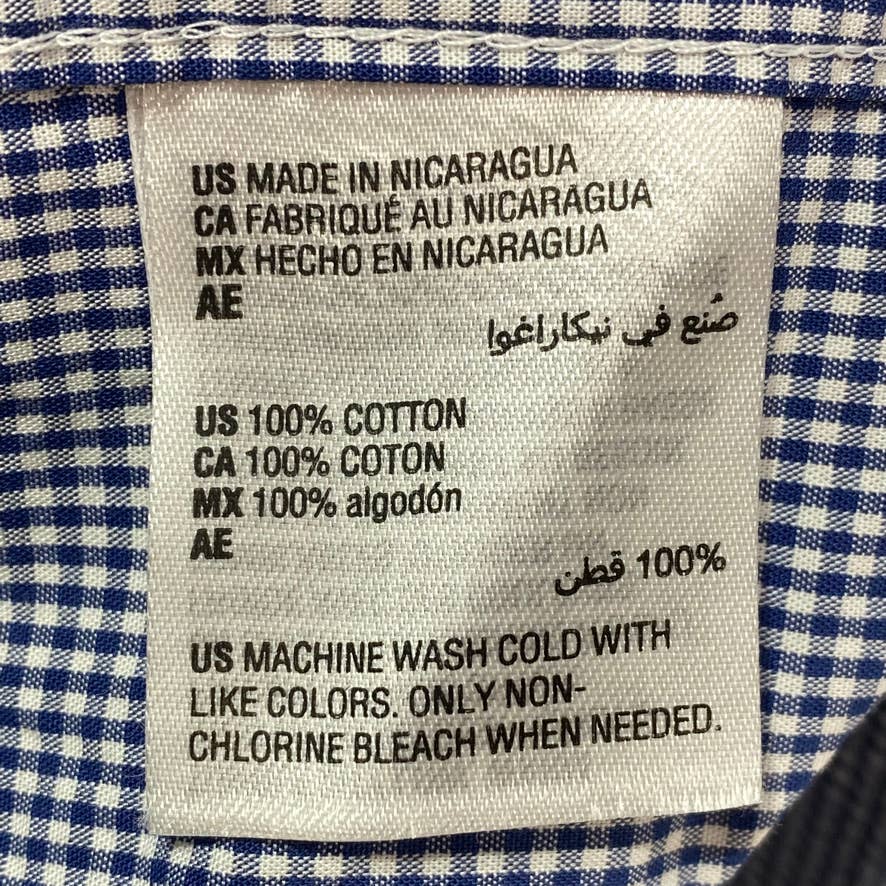 US MADE IN NICARAGUA
CA FABRIQUÉ AU NICARAGUA
MX HECHO EN NICARAGUA
AE
صُنع في نيكاراغوا
US 100% COTTON
CA 100% COTON
MX 100% algodón
AE
100% قطن
US MACHINE WASH COLD WITH
LIKE COLORS. ONLY NON-
CHLORINE BLEACH WHEN NEEDED.